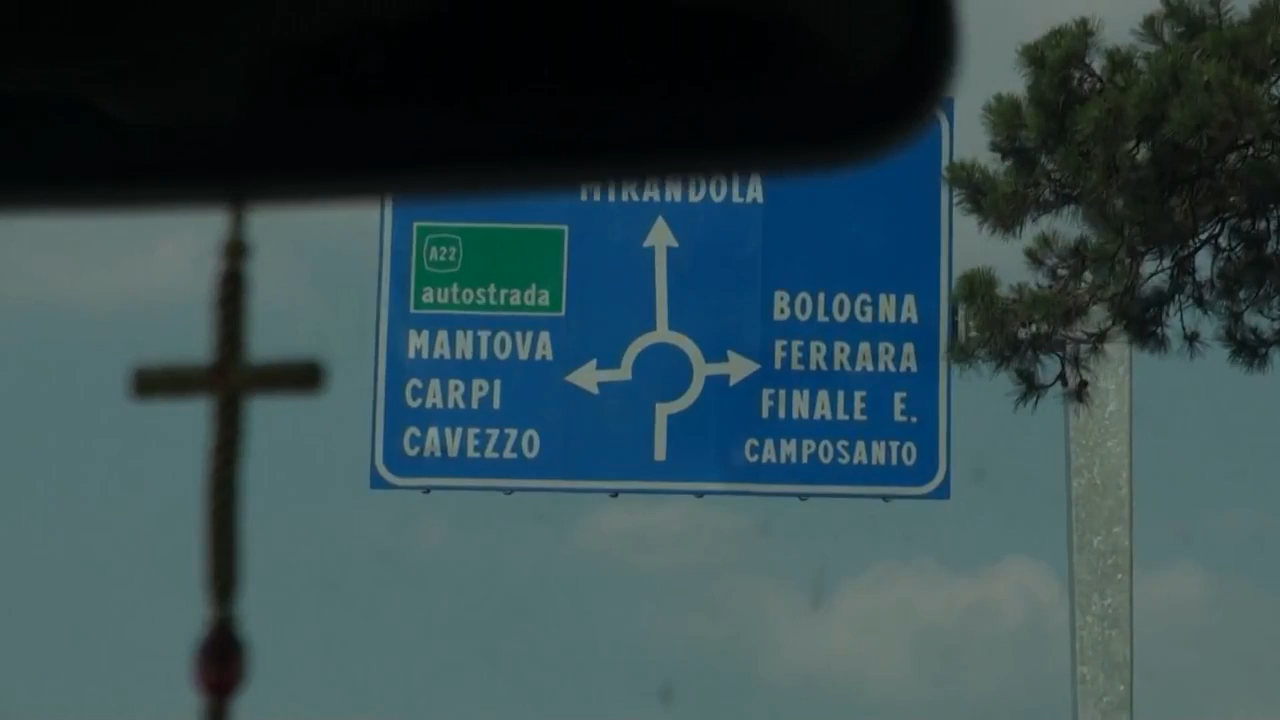 MIRANDOLA
A22
autostrada
MANTOVA
CARPI
CAVEZZO
BOLOGNA
FERRARA
FINALE E.
CAMPOSANTO